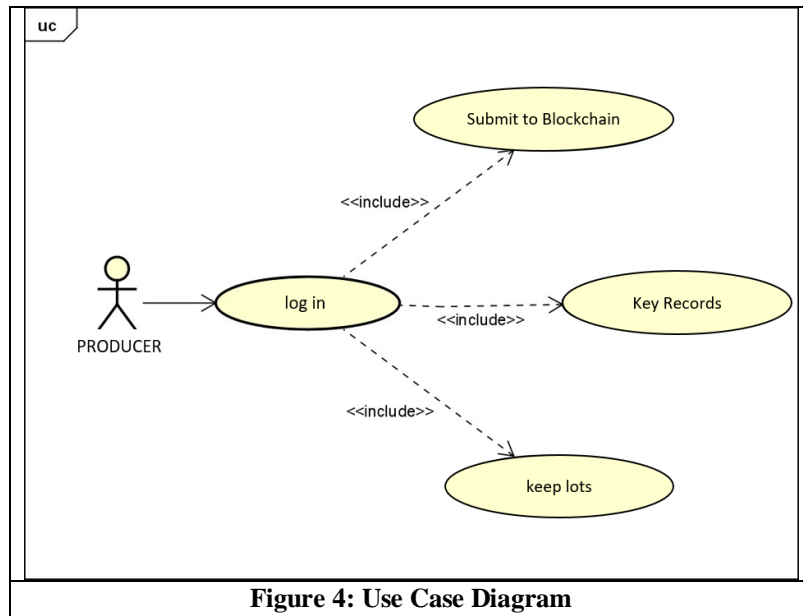 uc
Submit to Blockchain
<<include>>
log in
<<include>>
Key Records
PRODUCER
<<include>>
keep lots
Figure 4: Use Case Diagram